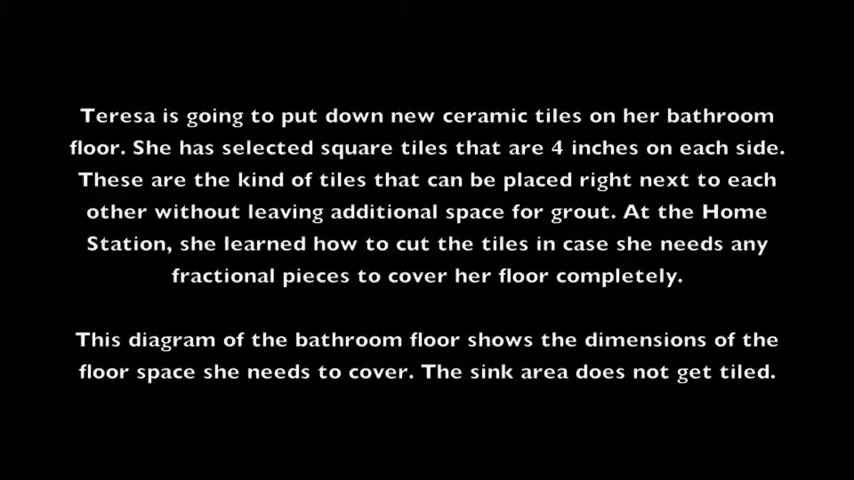 Teresa is going to put down new ceramic tiles on her bathroom
floor. She has selected square tiles that are 4 inches on each side.
These are the kind of tiles that can be placed right next to each
other without leaving additional space for grout. At the Home
Station, she learned how to cut the tiles in case she needs any
fractional pieces to cover her floor completely.
This diagram of the bathroom floor shows the dimensions of the
floor space she needs to cover. The sink area does not get tiled.